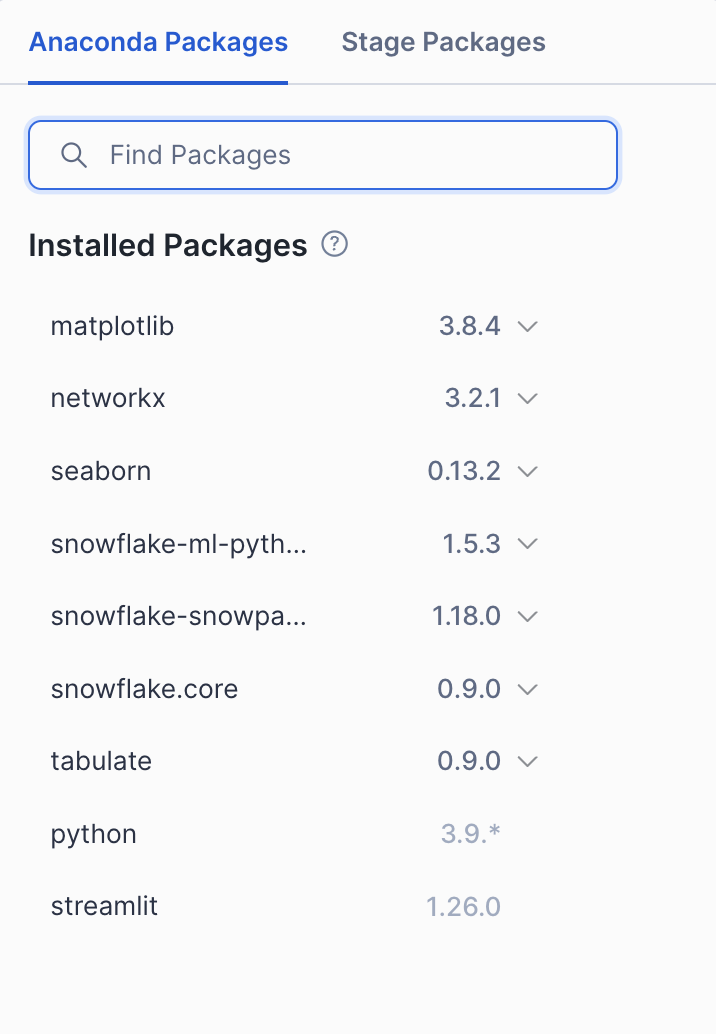 Anaconda Packages Stage Packages
Find Packages
Installed Packages ?
matplotlib 3.8.4
networkx 3.2.1
seaborn 0.13.2
snowflake-ml-pyth... 1.5.3
snowflake-snowpa... 1.18.0
snowflake.core 0.9.0
tabulate 0.9.0
python 3.9.*
streamlit 1.26.0